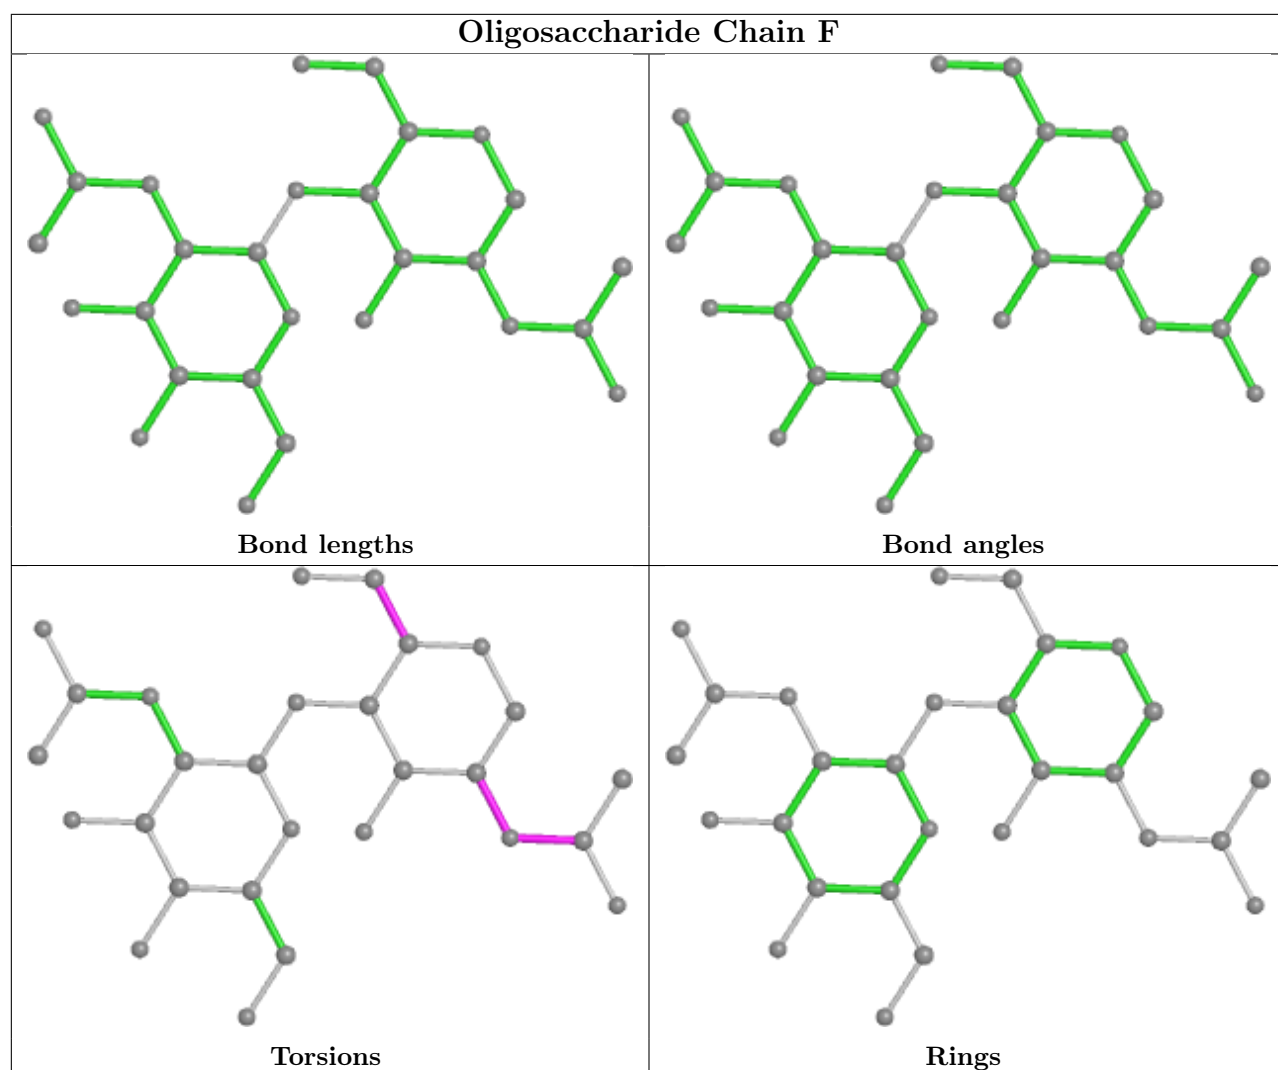 Oligosaccharide Chain F
Bond lengths
Bond angles
Torsions
Rings